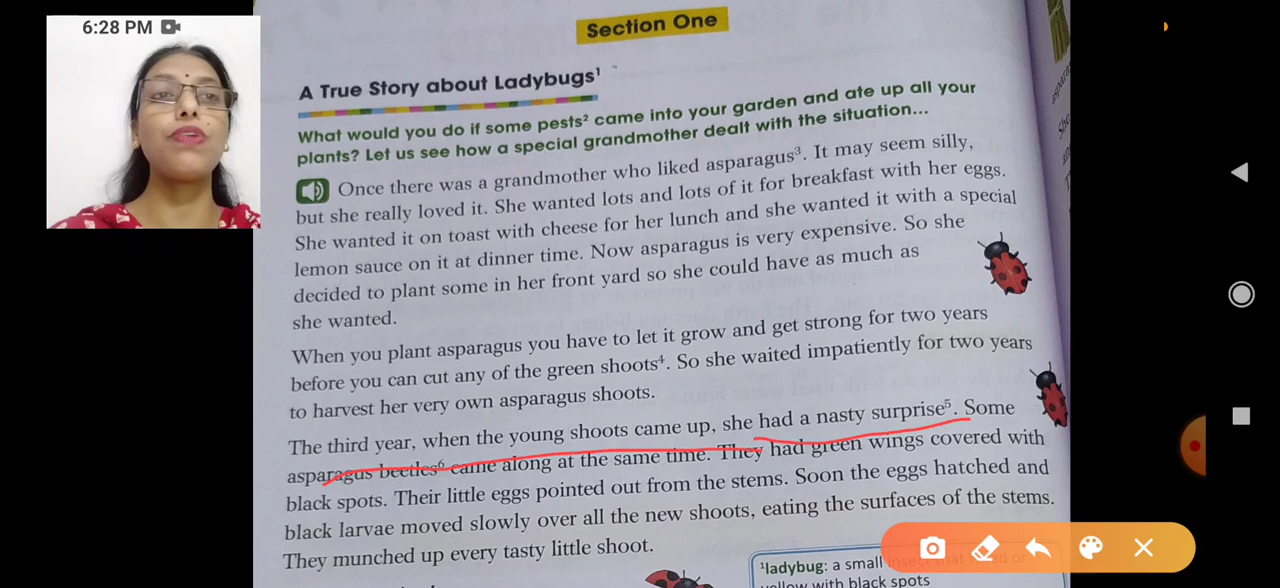 6:28 PM
Section One
A True Story about Ladybugs¹
What would you do if some pests² came into your garden and ate up all your
plants? Let us see how a special grandmother dealt with the situation...
Once there was a grandmother who liked asparagus³. It may seem silly,
but she really loved it. She wanted lots and lots of it for breakfast with her eggs.
She wanted it on toast with cheese for her lunch and she wanted it with a special
lemon sauce on it at dinner time. Now asparagus is very expensive. So she
decided to plant some in her front yard so she could have as much as
she wanted.
When you plant asparagus you have to let it grow and get strong for two years
before you can cut any of the green shoots⁴. So she waited impatiently for two years
to harvest her very own asparagus shoots.
The third year, when the young shoots came up, she had a nasty surprise⁵. Some
asparagus beetles⁶ came along at the same time. They had green wings covered with
black spots. Their little eggs pointed out from the stems. Soon the eggs hatched and
black larvae moved slowly over all the new shoots, eating the surfaces of the stems.
They munched up every tasty little shoot.
¹ladybug: a small insect that
yellow with black spots